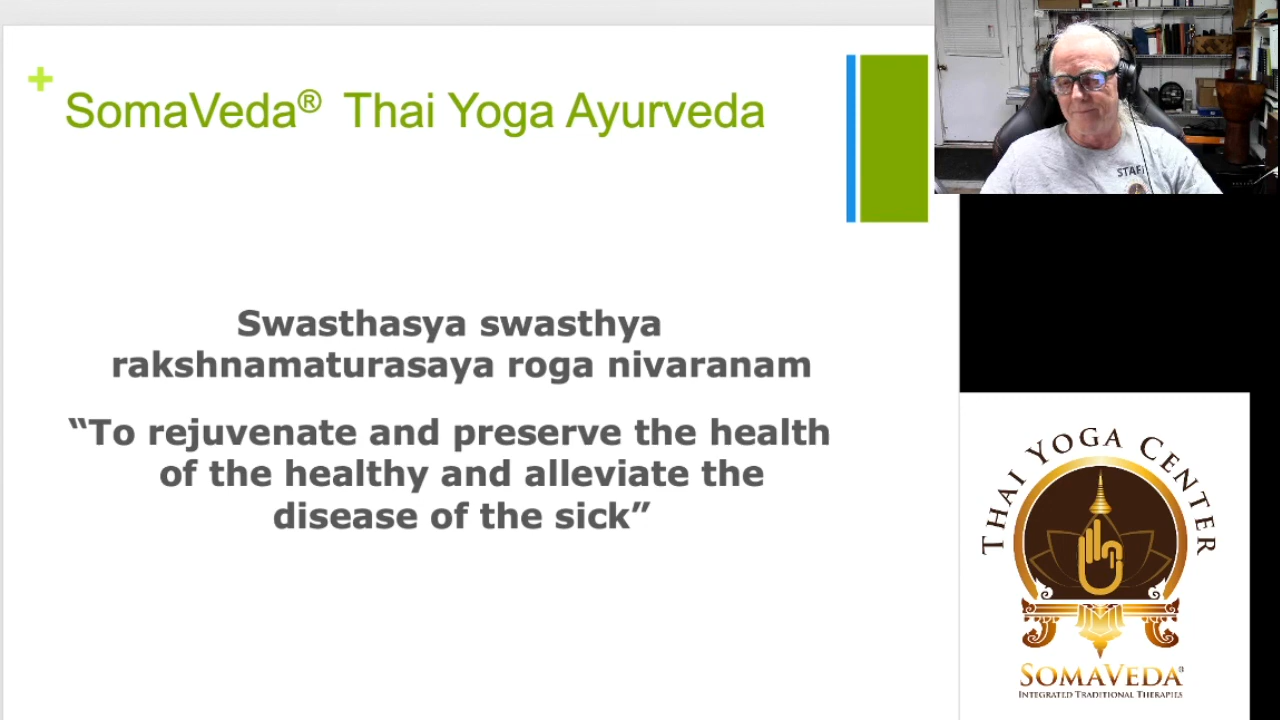 +
SomaVeda® Thai Yoga Ayurveda
Swasthasya swasthya
rakshnamaturasaya roga nivaranam
“To rejuvenate and preserve the health
of the healthy and alleviate the
disease of the sick”
STAFF
THAI YOGA CENTER
SOMAVEDA®
INTEGRATED TRADITIONAL THERAPIES